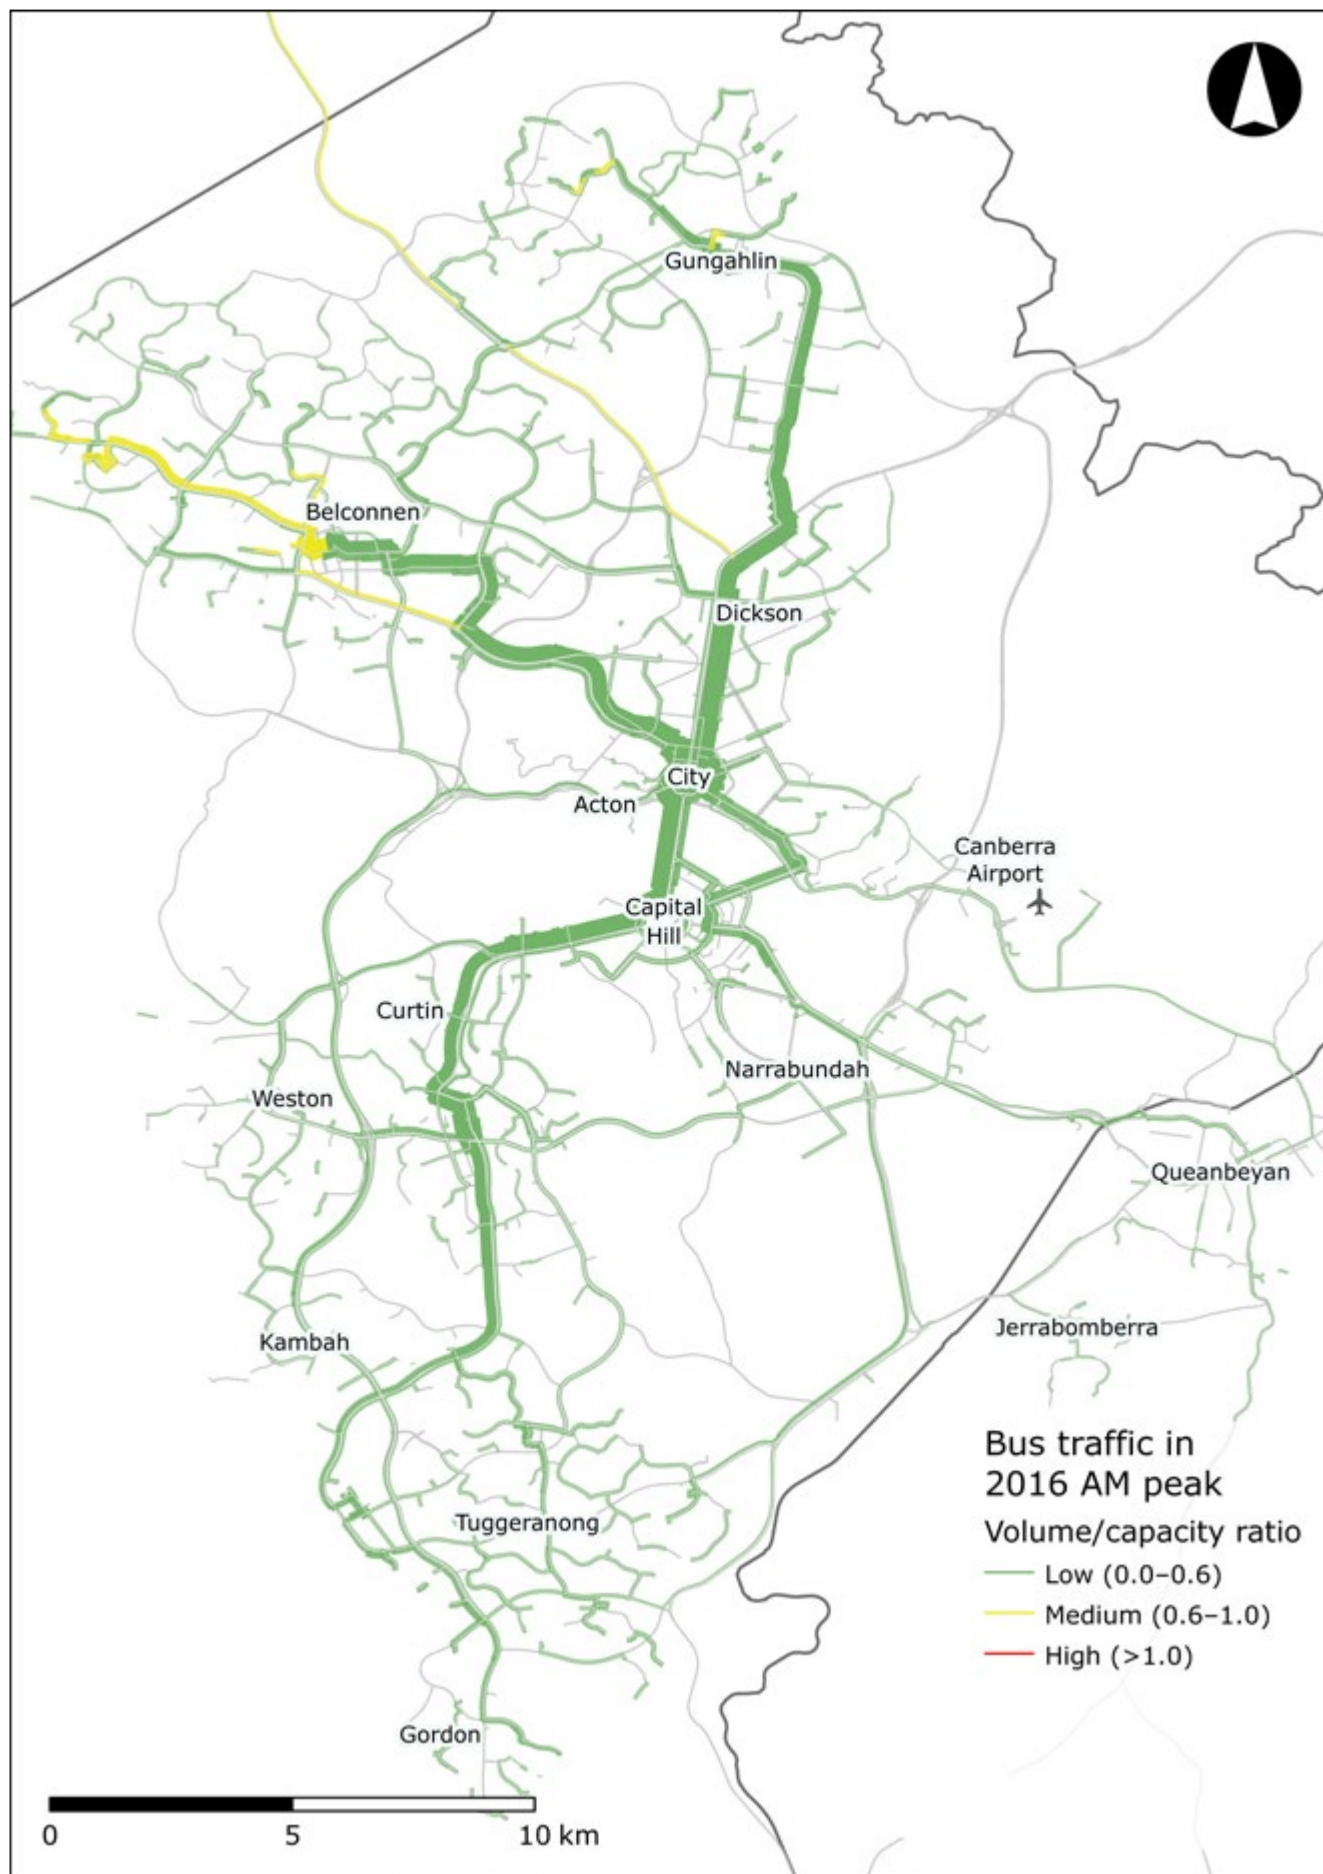 Gungahlin
Belconnen
Dickson
City
Acton
Canberra
Airport
Capital
Hill
Curtin
Narrabundah
Weston
Queanbeyan
Jerrabomberra
Kambah
Bus traffic in
2016 AM peak
Volume/capacity ratio
Low (0.0–0.6)
Medium (0.6–1.0)
High (>1.0)
Tuggeranong
Gordon
0 5 10 km